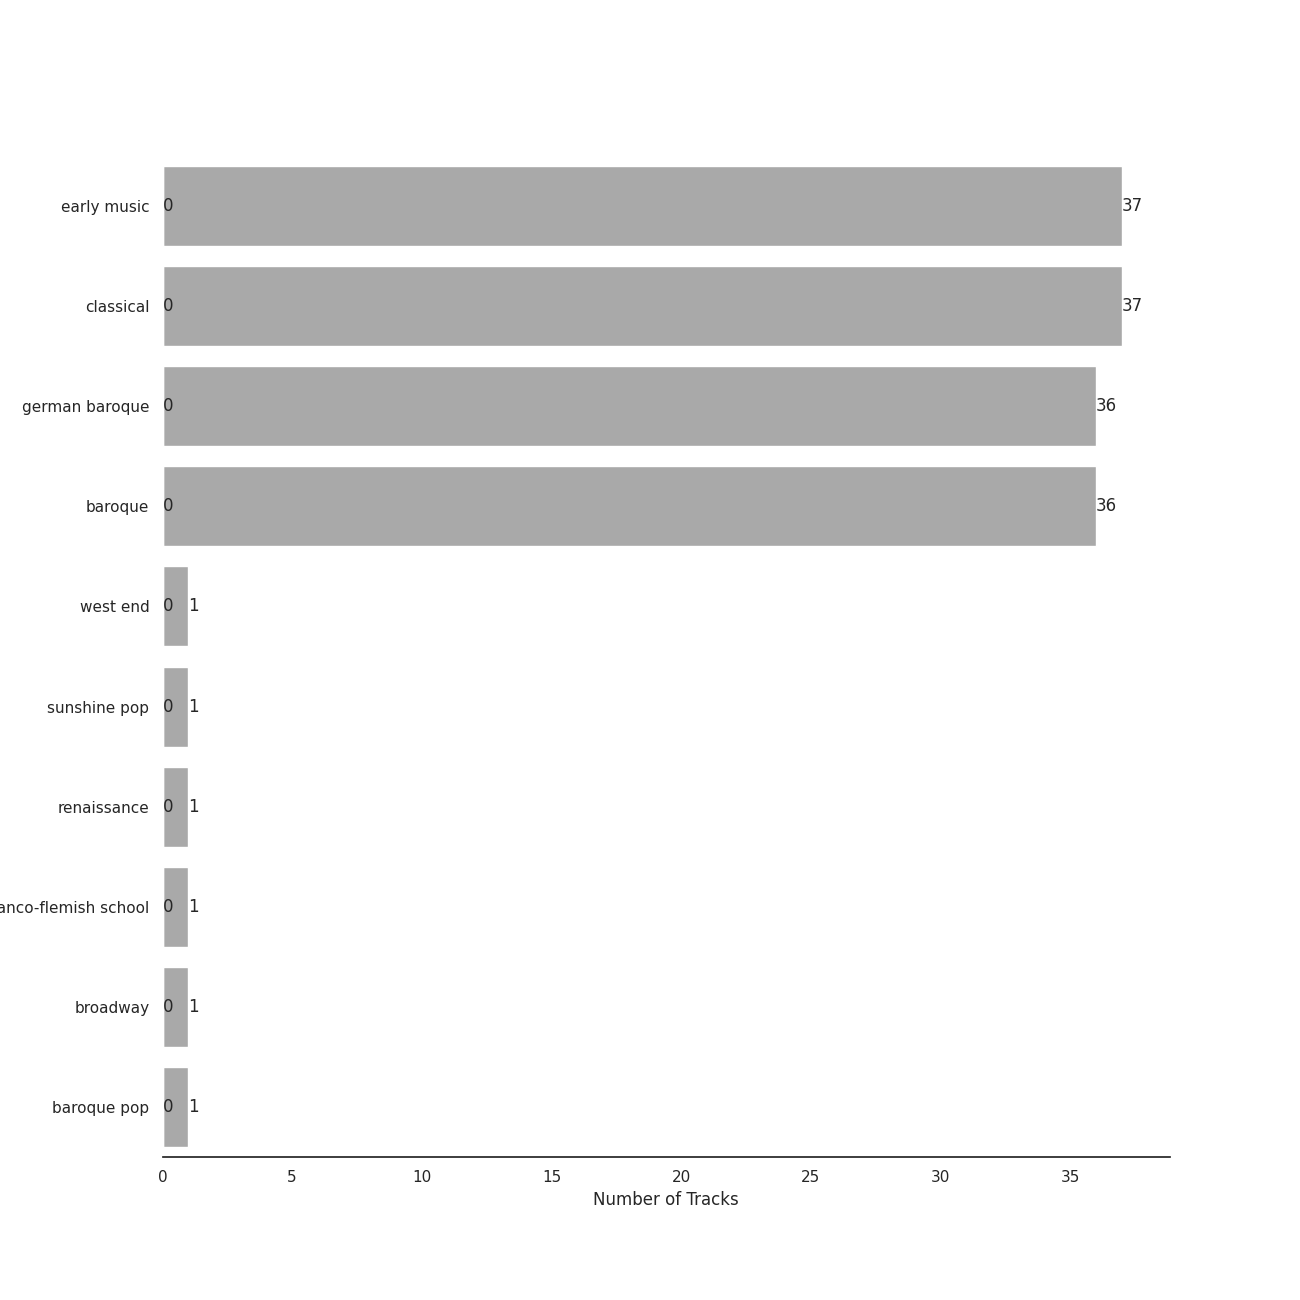 early music 0 37
classical 0 37
german baroque 0 36
baroque 0 36
west end 0 1
sunshine pop 0 1
renaissance 0 1
anco-flemish school 0 1
broadway 0 1
baroque pop 0 1
0 5 10 15 20 25 30 35
Number of Tracks